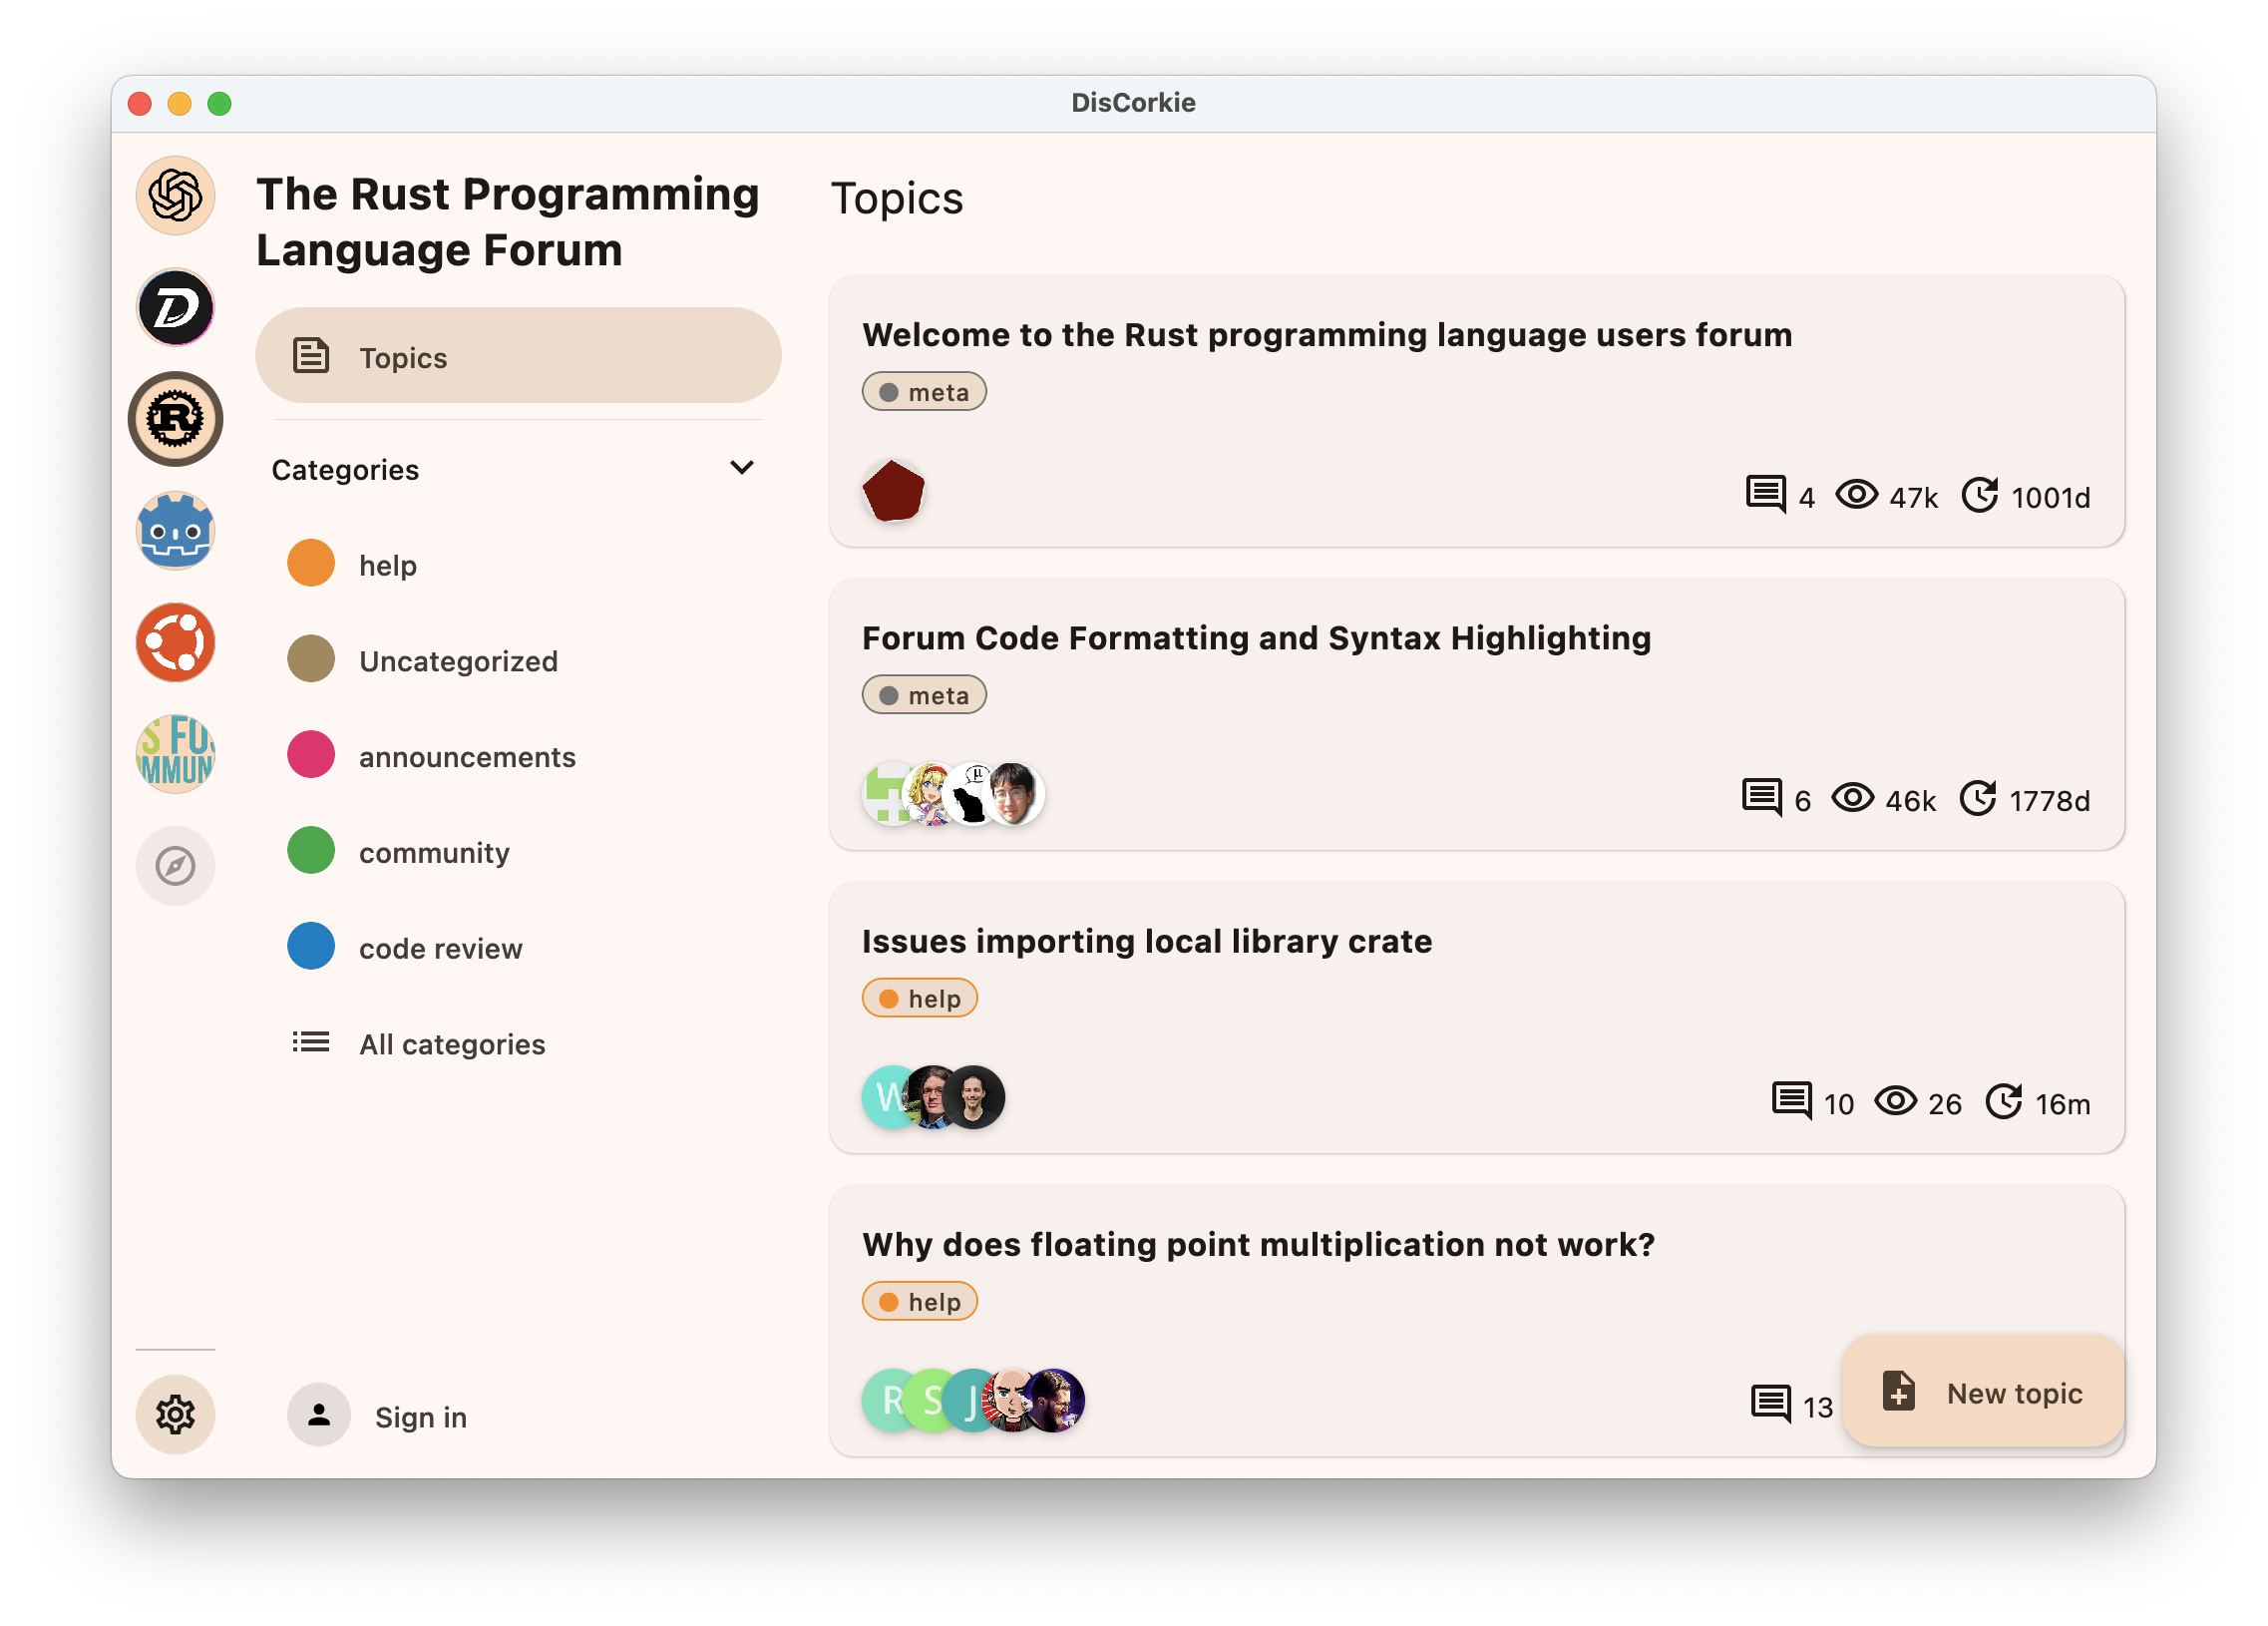 DisCorkie
The Rust Programming
Language Forum
Topics
Categories
help
Uncategorized
announcements
community
code review
All categories
Sign in
D
R
S FO
MMUN
Topics
Welcome to the Rust programming language users forum
meta
4 47k 1001d
Forum Code Formatting and Syntax Highlighting
meta
μ
6 46k 1778d
Issues importing local library crate
help
W
10 26 16m
Why does floating point multiplication not work?
help
R S J
13
New topic